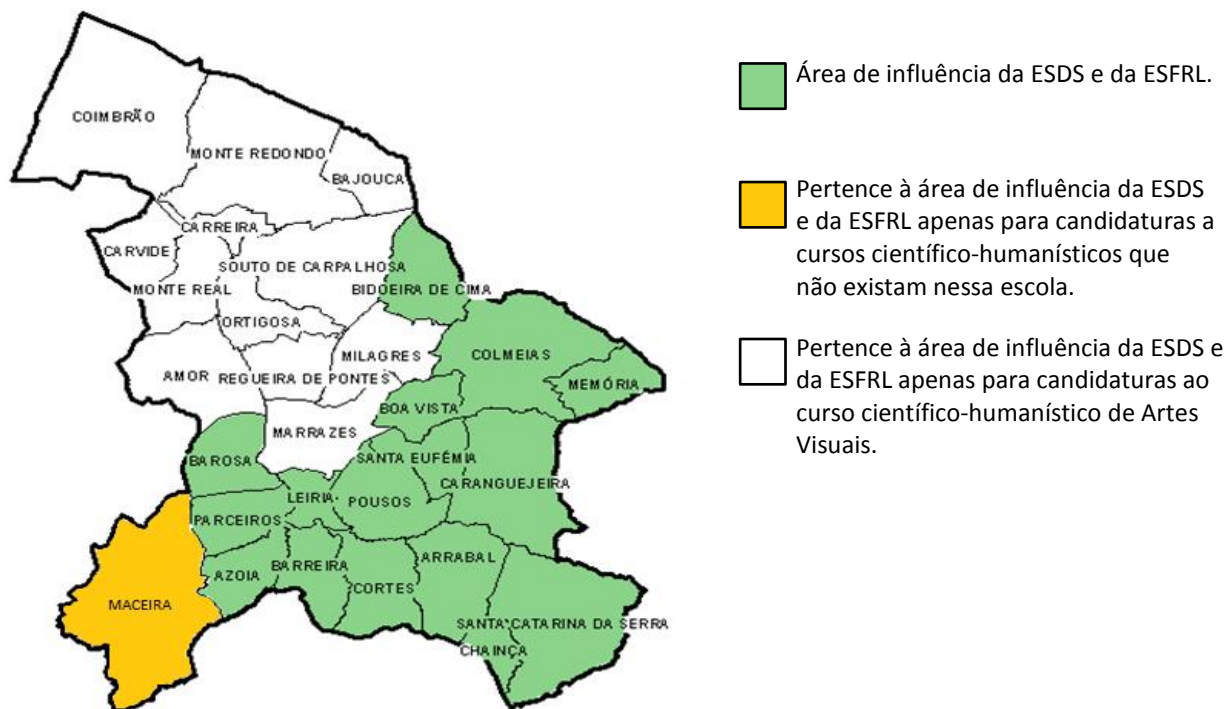 COIMBRÃO
MONTE REDONDO
BAJOUCA
CARREIRA
CARVIDE
SOUTO DE CARPALHOSA
MONTE REAL
BIDOEIRA DE CIMA
ORTIGOSA
MILAGRES
COLMEIAS
AMOR
REGUEIRA DE PONTES
MEMÓRIA
BOA VISTA
MARRAZES
BAROSA
SANTA EUFÉMIA
CARANGUEJEIRA
LEIRIA
POUSOS
PARCEIROS
ARRABAL
AZOIA
BARREIRA
CORTES
MACEIRA
SANTA CATARINA DA SERRA
CHAINÇA
Área de influência da ESDS e da ESFRL.
Pertence à área de influência da ESDS
e da ESFRL apenas para candidaturas a
cursos científico-humanísticos que
não existam nessa escola.
Pertence à área de influência da ESDS e
da ESFRL apenas para candidaturas ao
curso científico-humanístico de Artes
Visuais.